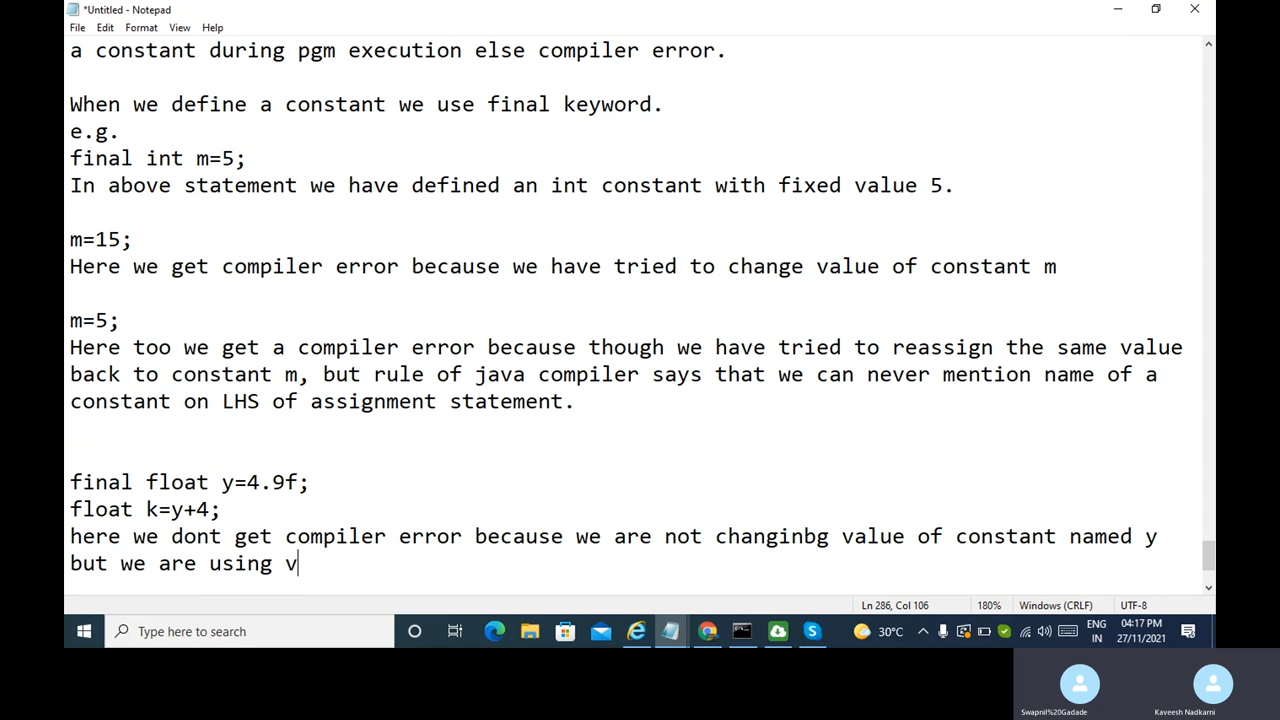 *Untitled - Notepad
File Edit Format View Help
a constant during pgm execution else compiler error.
When we define a constant we use final keyword.
e.g.
final int m=5;
In above statement we have defined an int constant with fixed value 5.
m=15;
Here we get compiler error because we have tried to change value of constant m
m=5;
Here too we get a compiler error because though we have tried to reassign the same value
back to constant m, but rule of java compiler says that we can never mention name of a
constant on LHS of assignment statement.
final float y=4.9f;
float k=y+4;
here we dont get compiler error because we are not changinbg value of constant named y
but we are using v
Ln 286, Col 106 180% Windows (CRLF) UTF-8
Type here to search 30°C ENG IN 04:17 PM 27/11/2021
Swapnil%20Gadade Kaveesh Nadkarni